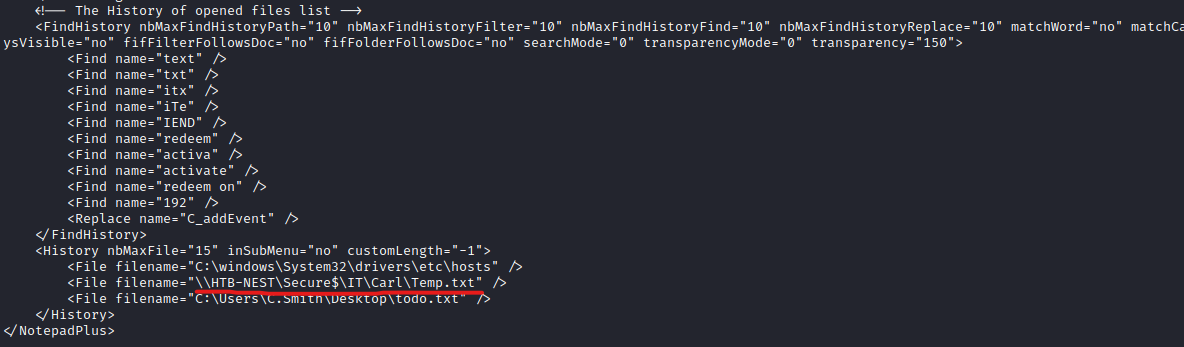 <!-- The History of opened files list -->
<FindHistory nbMaxFindHistoryPath="10" nbMaxFindHistoryFilter="10" nbMaxFindHistoryFind="10" nbMaxFindHistoryReplace="10" matchWord="no" matchCa
ysVisible="no" fifFilterFollowsDoc="no" fifFolderFollowsDoc="no" searchMode="0" transparencyMode="0" transparency="150">
<Find name="text" />
<Find name="txt" />
<Find name="itx" />
<Find name="iTe" />
<Find name="IEND" />
<Find name="redeem" />
<Find name="activa" />
<Find name="activate" />
<Find name="redeem on" />
<Find name="192" />
<Replace name="C_addEvent" />
</FindHistory>
<History nbMaxFile="15" inSubMenu="no" customLength="-1">
<File filename="C:\windows\System32\drivers\etc\hosts" />
<File filename="\\HTB-NEST\Secure$\IT\Carl\Temp.txt" />
<File filename="C:\Users\C.Smith\Desktop\todo.txt" />
</History>
</NotepadPlus>